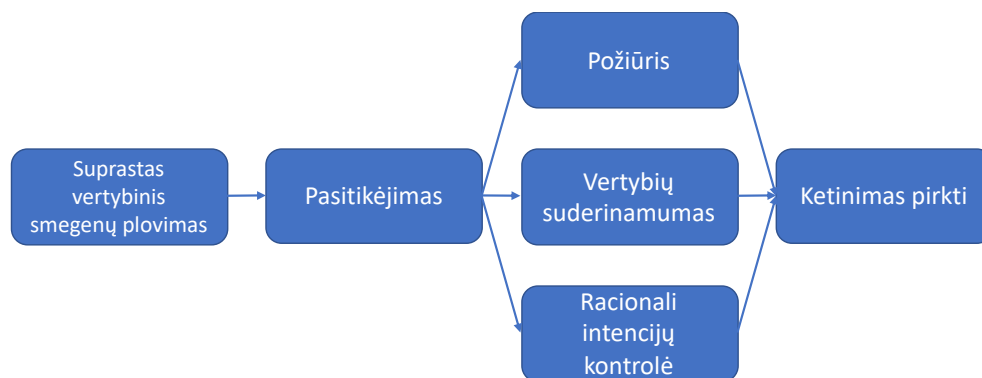 Požiūris
Suprastas
vertybinis
smegenų plovimas
Pasitikėjimas
Vertybių
suderinamumas
Ketinimas pirkti
Racionali
intencijų
kontrolė